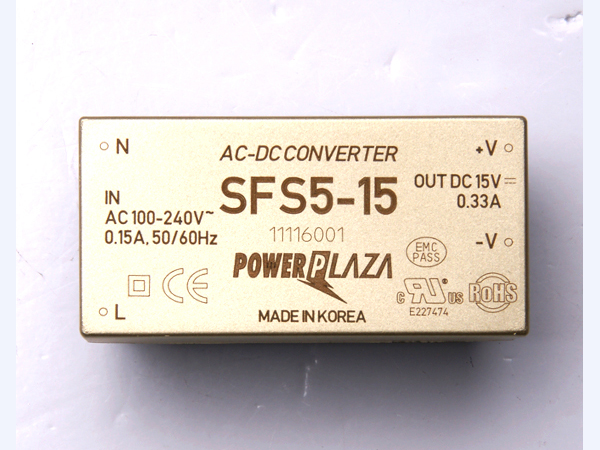 N
AC-DC CONVERTER
+V
SFS5-15
OUT DC 15V⎓
0.33A
IN
AC 100-240V~
0.15A, 50/60Hz
11116001
-V
EMC
PASS
POWERPLAZA
CE
c RU® US
RoHS
E227474
L
MADE IN KOREA